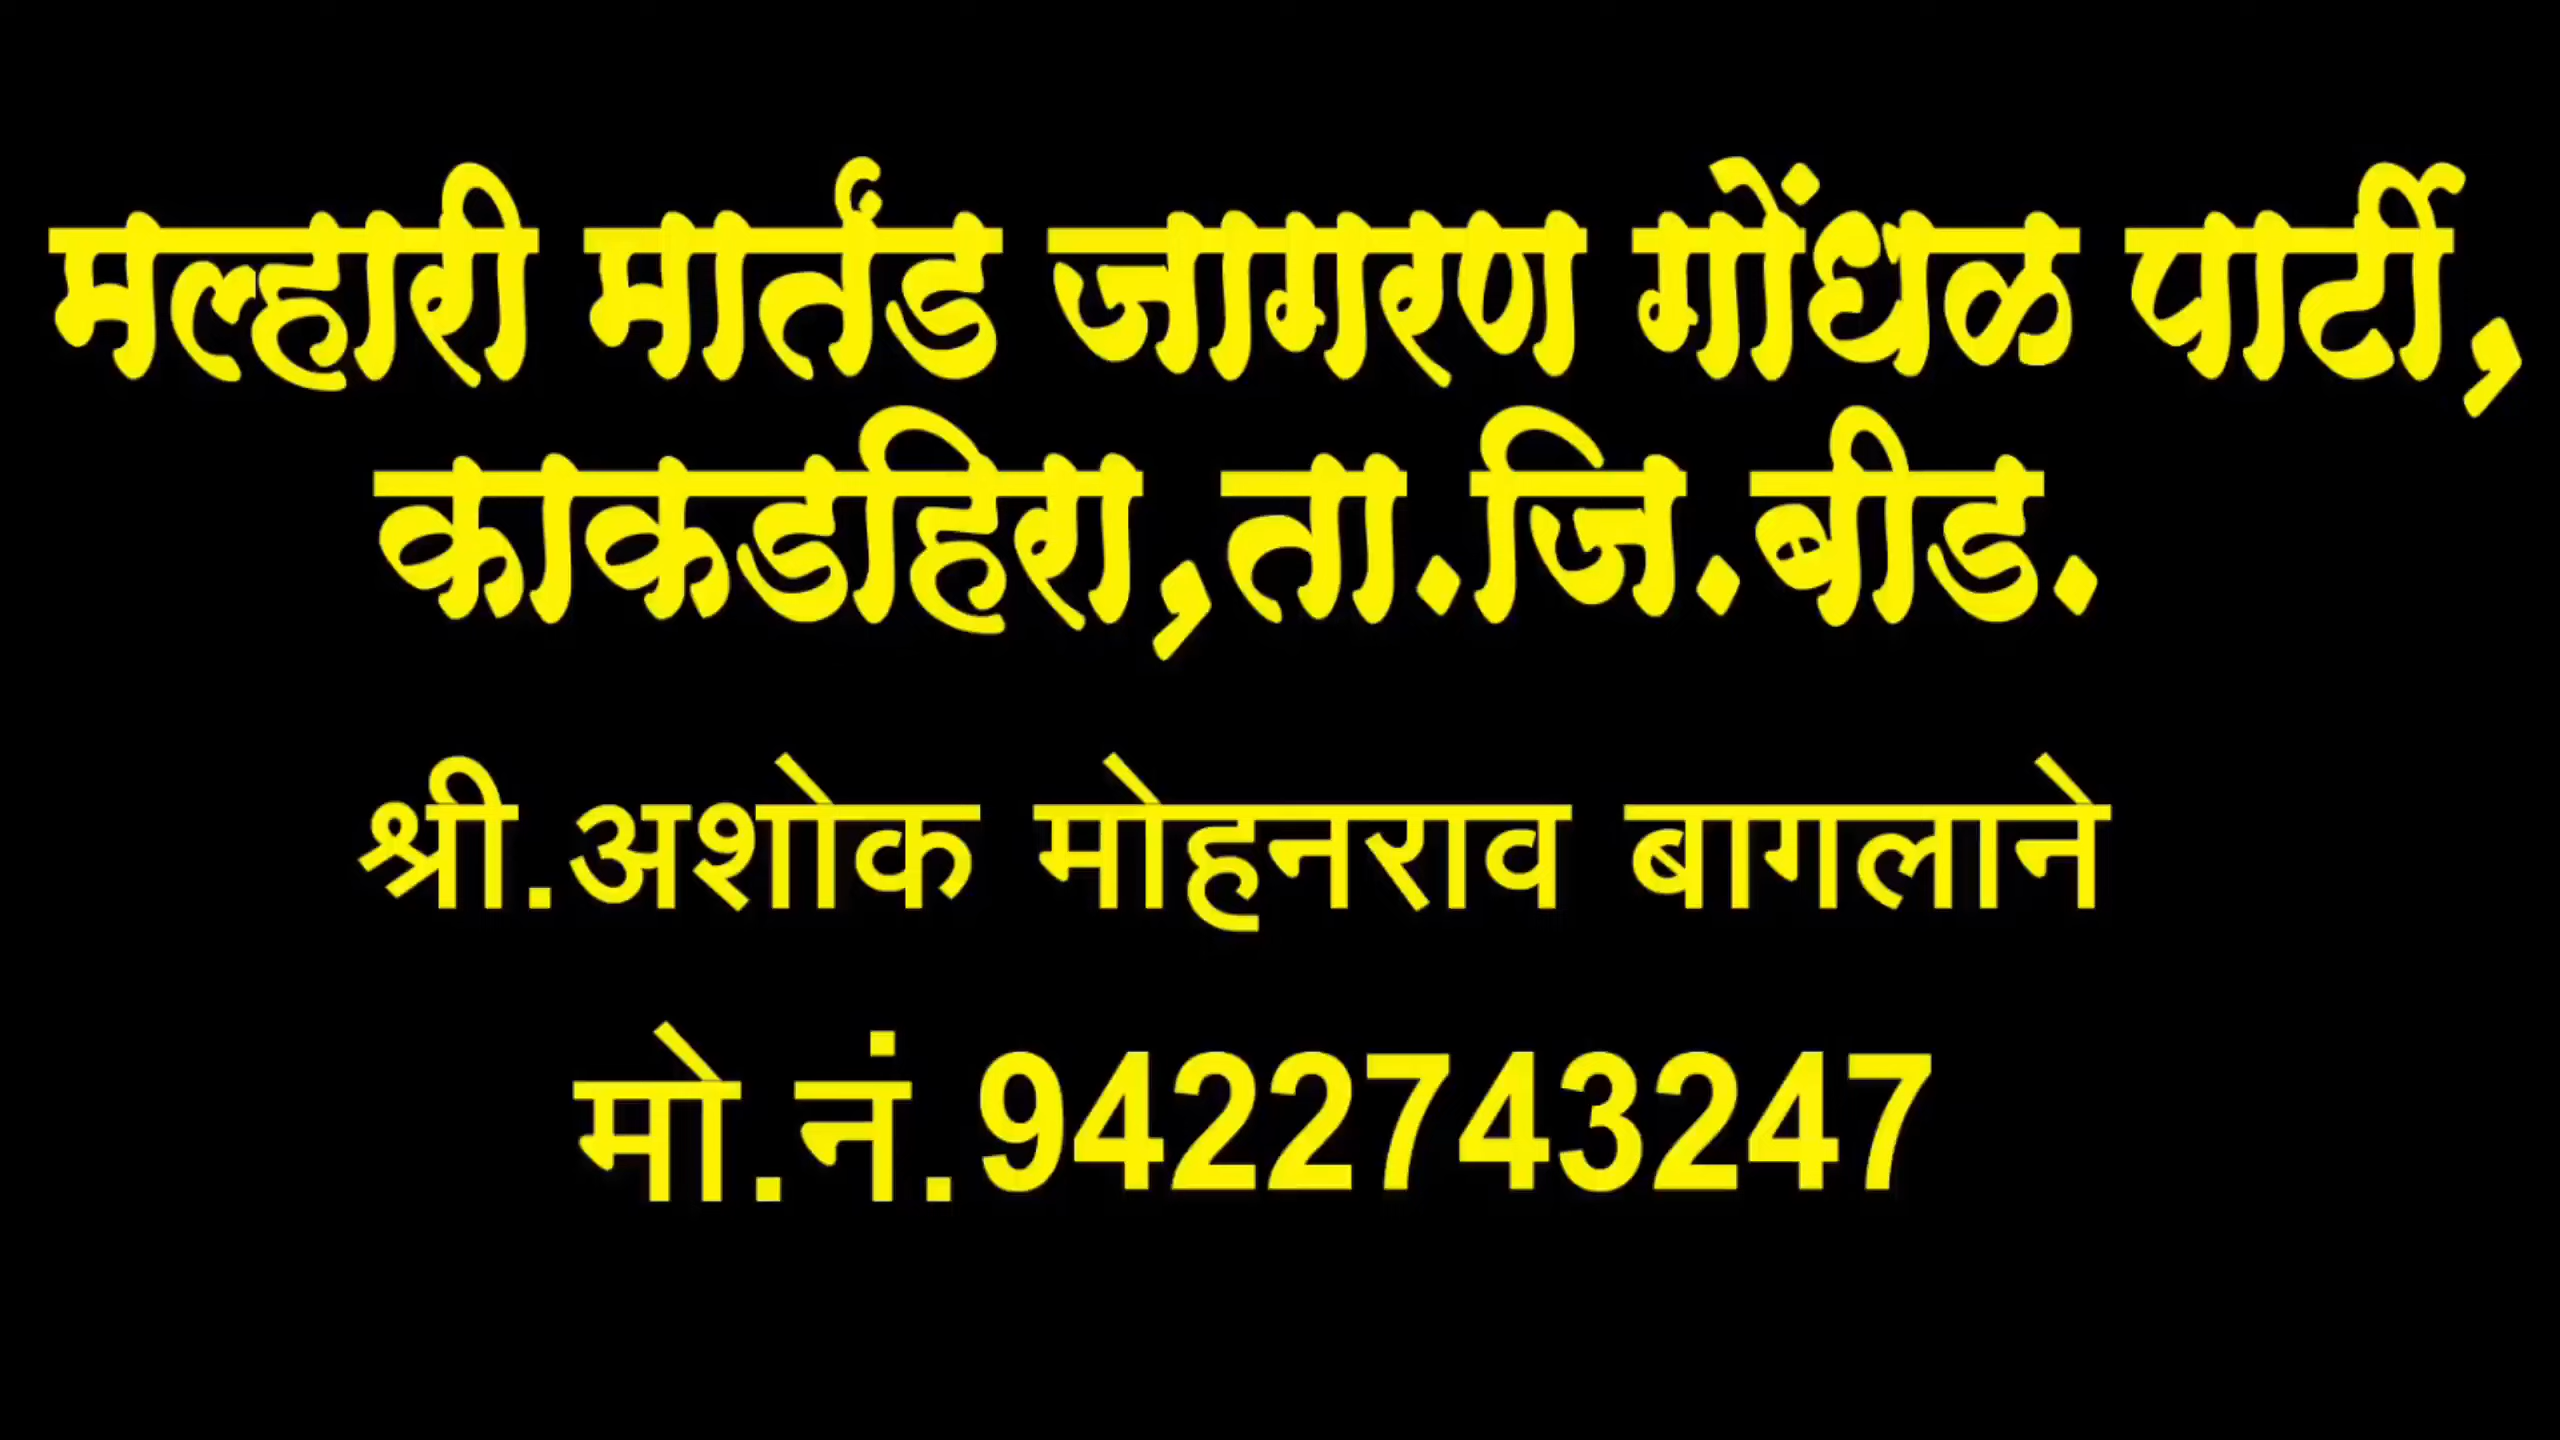 मल्हारी मार्तंड जागरण गोंधळ पार्टी,
काकडहिरा,ता.जि.बीड.
श्री.अशोक मोहनराव बागलाने
मो.नं.9422743247